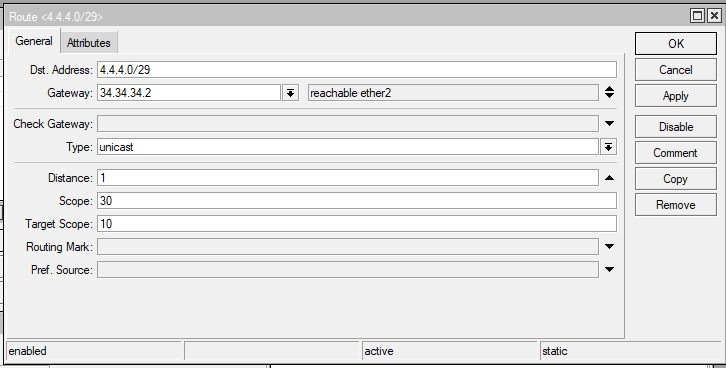 Route <4.4.4.0/29>
General Attributes
OK
Dst. Address: 4.4.4.0/29
Cancel
Gateway: 34.34.34.2 reachable ether2
Apply
Check Gateway:
Disable
Type: unicast
Comment
Distance: 1
Copy
Scope: 30
Remove
Target Scope: 10
Routing Mark:
Pref. Source:
enabled active static